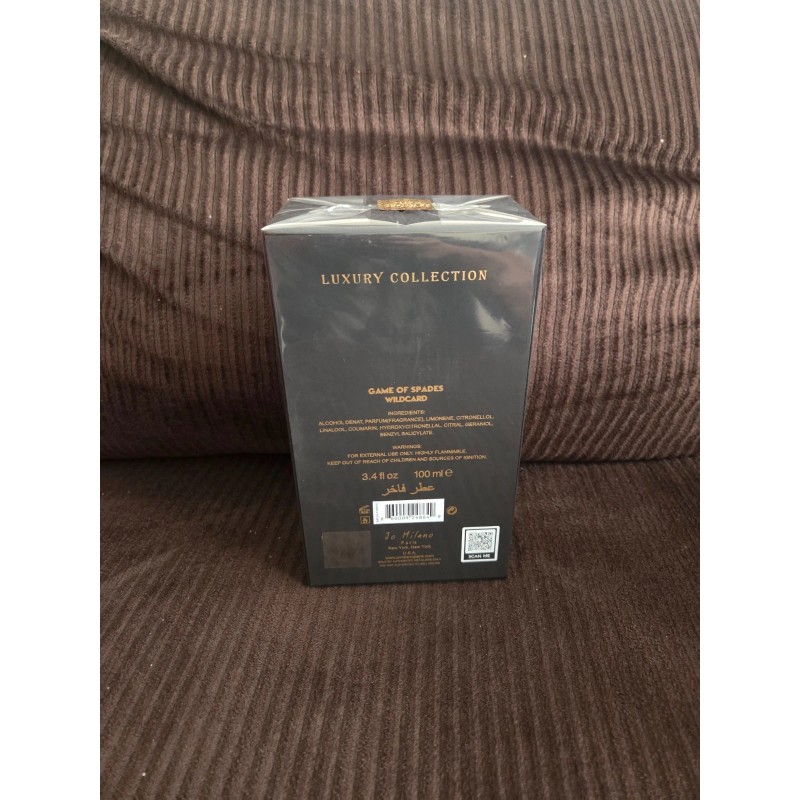 LUXURY COLLECTION
GAME OF SPADES
WILDCARD
INGREDIENTS:
ALCOHOL DENAT, PARFUM(FRAGRANCE), LIMONENE, CITRONELLOL,
LINALOOL, COUMARIN, HYDROXYCITRONELLAL, CITRAL, GERANIOL,
BENZYL SALICYLATE.
WARNINGS:
FOR EXTERNAL USE ONLY. HIGHLY FLAMMABLE.
KEEP OUT OF REACH OF CHILDREN AND SOURCES OF IGNITION.
3.4 fl oz 100 ml e
عطر فاخر
Jo Milano
Paris
New York, New York
U.S.A.
SCAN ME